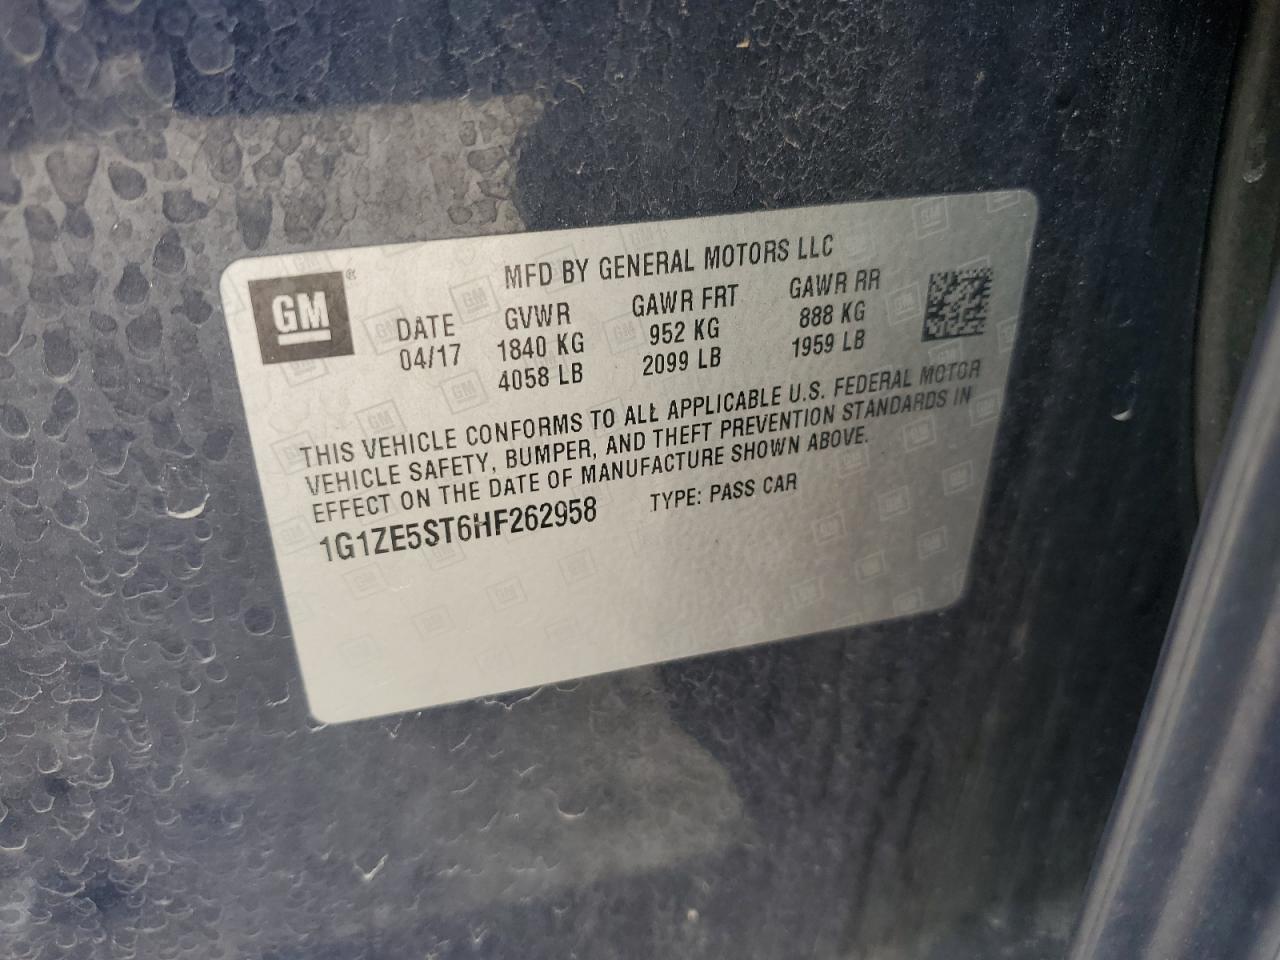 GM®
MFD BY GENERAL MOTORS LLC
DATE GVWR GAWR FRT GAWR RR
04/17 1840 KG 952 KG 888 KG
4058 LB 2099 LB 1959 LB
THIS VEHICLE CONFORMS TO ALL APPLICABLE U.S. FEDERAL MOTOR
VEHICLE SAFETY, BUMPER, AND THEFT PREVENTION STANDARDS IN
EFFECT ON THE DATE OF MANUFACTURE SHOWN ABOVE.
1G1ZE5ST6HF262958 TYPE: PASS CAR